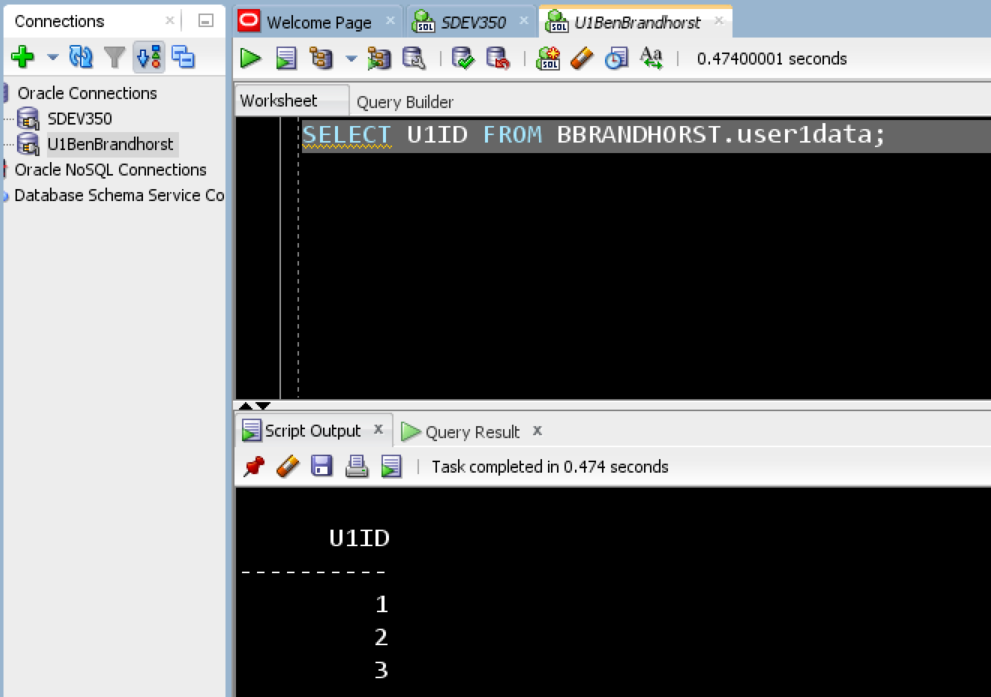 Connections
Welcome Page
SDEV350
U1BenBrandhorst
0.47400001 seconds
Oracle Connections
SDEV350
U1BenBrandhorst
Oracle NoSQL Connections
Database Schema Service Co
Worksheet
Query Builder
SELECT U1ID FROM BBRANDHORST.user1data;
Script Output x
Query Result x
Task completed in 0.474 seconds
U1ID
----------
1
2
3